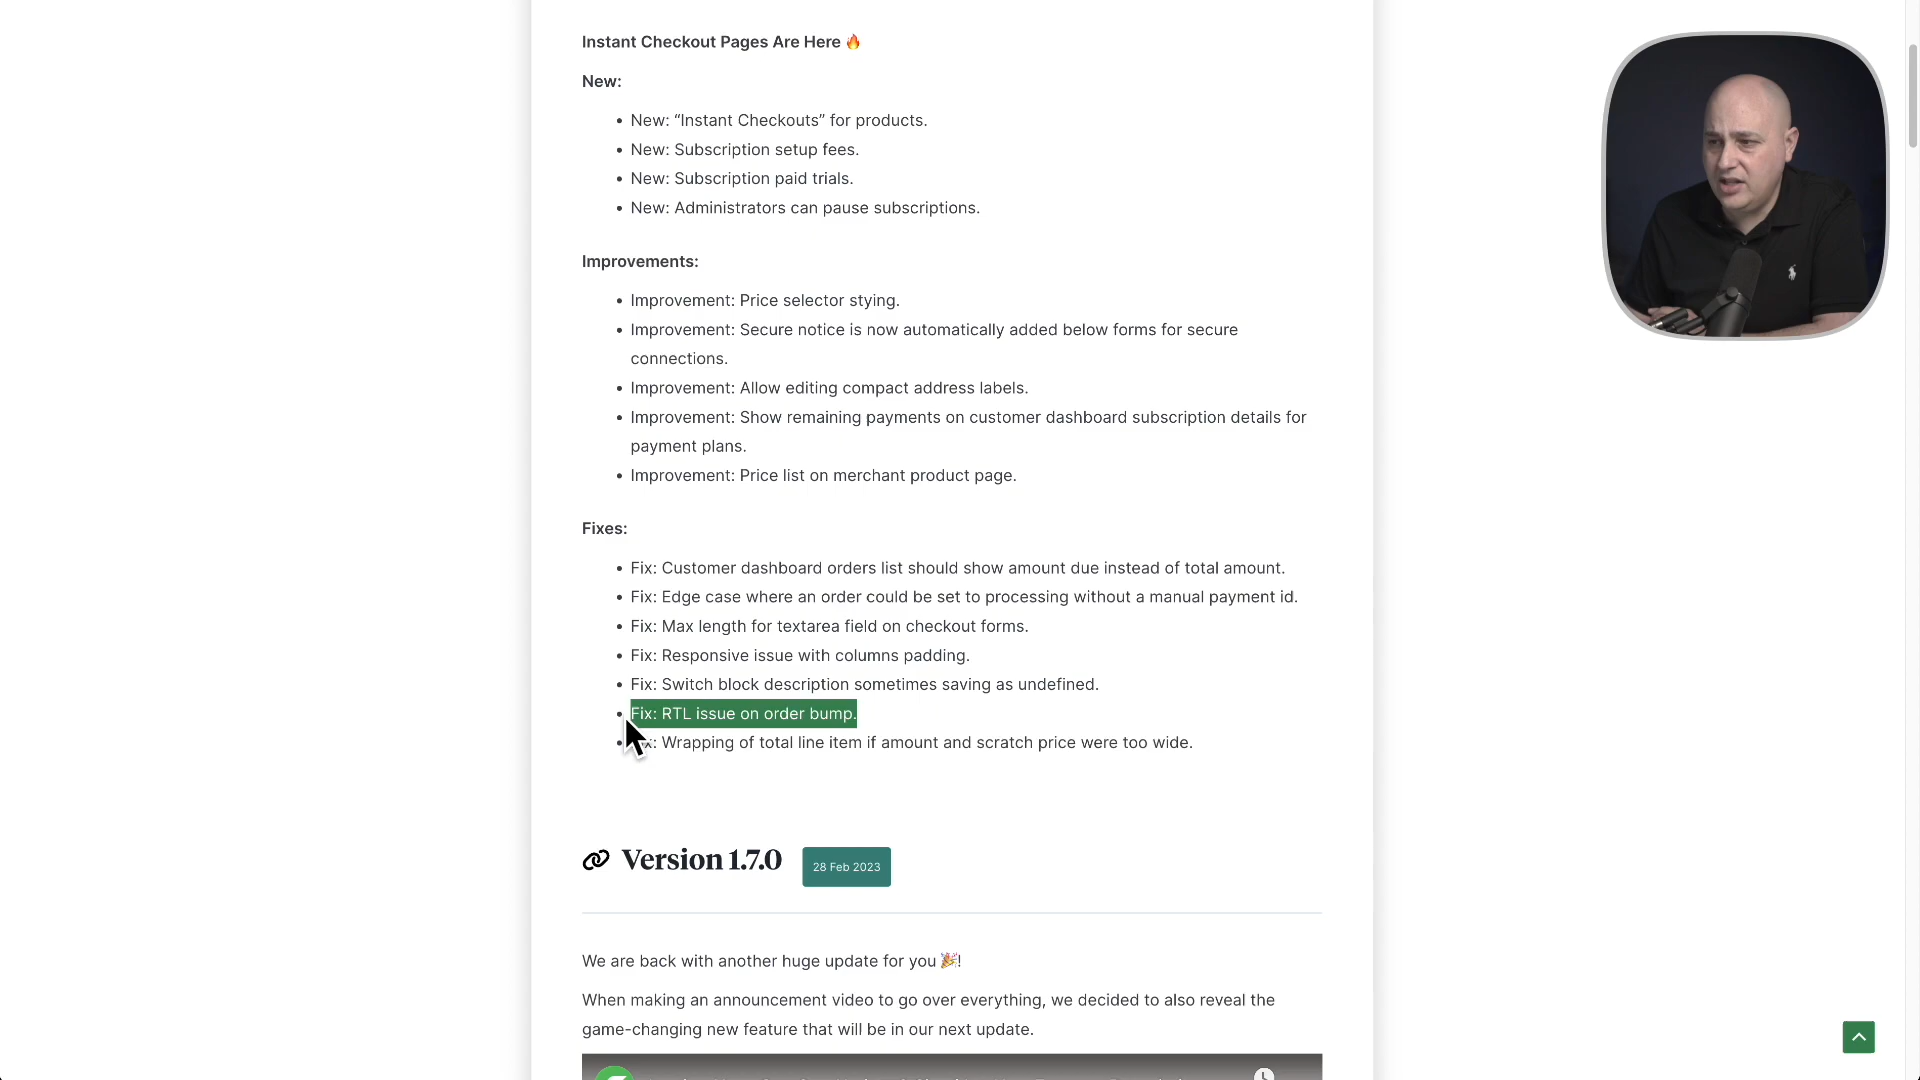 Instant Checkout Pages Are Here 🔥
New:
New: “Instant Checkouts” for products.
New: Subscription setup fees.
New: Subscription paid trials.
New: Administrators can pause subscriptions.
Improvements:
Improvement: Price selector stying.
Improvement: Secure notice is now automatically added below forms for secure
connections.
Improvement: Allow editing compact address labels.
Improvement: Show remaining payments on customer dashboard subscription details for
payment plans.
Improvement: Price list on merchant product page.
Fixes:
Fix: Customer dashboard orders list should show amount due instead of total amount.
Fix: Edge case where an order could be set to processing without a manual payment id.
Fix: Max length for textarea field on checkout forms.
Fix: Responsive issue with columns padding.
Fix: Switch block description sometimes saving as undefined.
Fix: RTL issue on order bump.
Wrapping of total line item if amount and scratch price were too wide.
Version 1.7.0
28 Feb 2023
We are back with another huge update for you 🎉!
When making an announcement video to go over everything, we decided to also reveal the
game-changing new feature that will be in our next update.